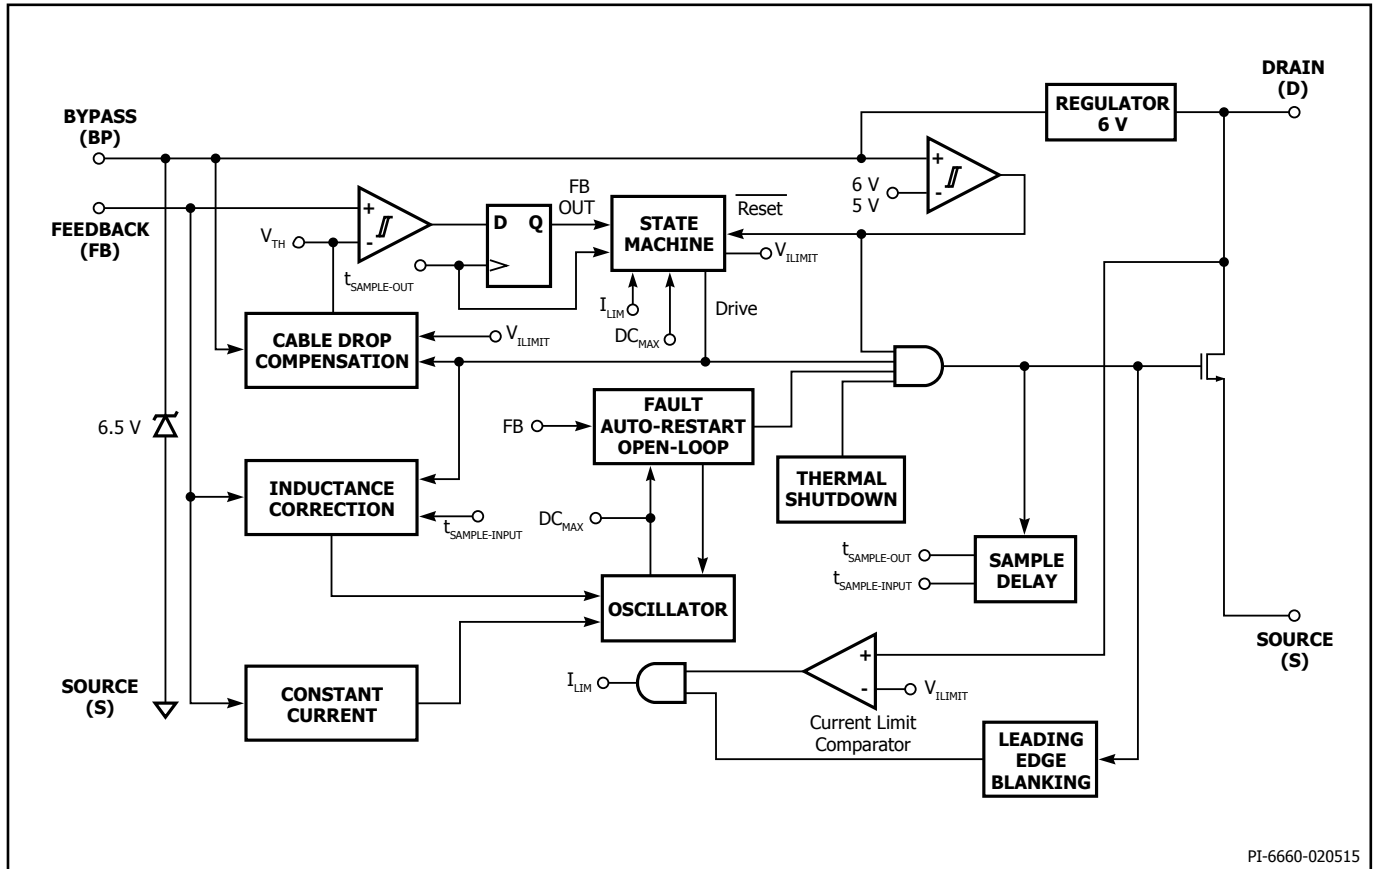 DRAIN
(D)
REGULATOR
6 V
BYPASS
(BP)
+
6 V
5 V
-
FEEDBACK
(FB)
+
-
V_TH
t_SAMPLE-OUT
D Q
FB
OUT
STATE
MACHINE
Reset
V_ILIMIT
I_LIM
DC_MAX
Drive
CABLE DROP
COMPENSATION
V_ILIMIT
6.5 V
FB
FAULT
AUTO-RESTART
OPEN-LOOP
THERMAL
SHUTDOWN
INDUCTANCE
CORRECTION
t_SAMPLE-INPUT
DC_MAX
t_SAMPLE-OUT
t_SAMPLE-INPUT
SAMPLE
DELAY
OSCILLATOR
SOURCE
(S)
SOURCE
(S)
CONSTANT
CURRENT
I_LIM
+
-
V_ILIMIT
Current Limit
Comparator
LEADING
EDGE
BLANKING
PI-6660-020515